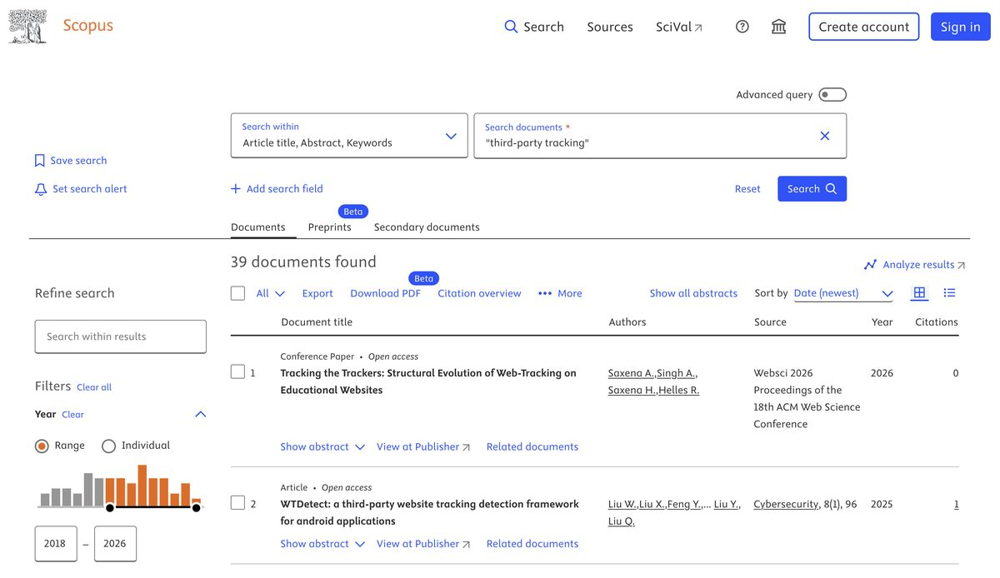 Scopus
Search Sources SciVal Create account Sign in
Advanced query
Search within
Article title, Abstract, Keywords
Search documents *
"third-party tracking"
Save search
Set search alert
Add search field
Reset
Search
Beta
Documents Preprints Secondary documents
39 documents found
Analyze results
Beta
All Export Download PDF Citation overview More
Show all abstracts Sort by Date (newest)
Document title Authors Source Year Citations
Refine search
Search within results
Filters Clear all
Year Clear
Range Individual
2018 – 2026
Conference Paper • Open access
1 Tracking the Trackers: Structural Evolution of Web-Tracking on
Educational Websites
Saxena A.,Singh A.,
Saxena H.,Helles R.
Websci 2026
Proceedings of the
18th ACM Web Science
Conference
2026
0
Show abstract View at Publisher Related documents
Article • Open access
2 WTDetect: a third-party website tracking detection framework
for android applications
Liu W.,Liu X.,Feng Y.,... Liu Y.,
Liu Q.
Cybersecurity, 8(1), 96
2025
1
Show abstract View at Publisher Related documents